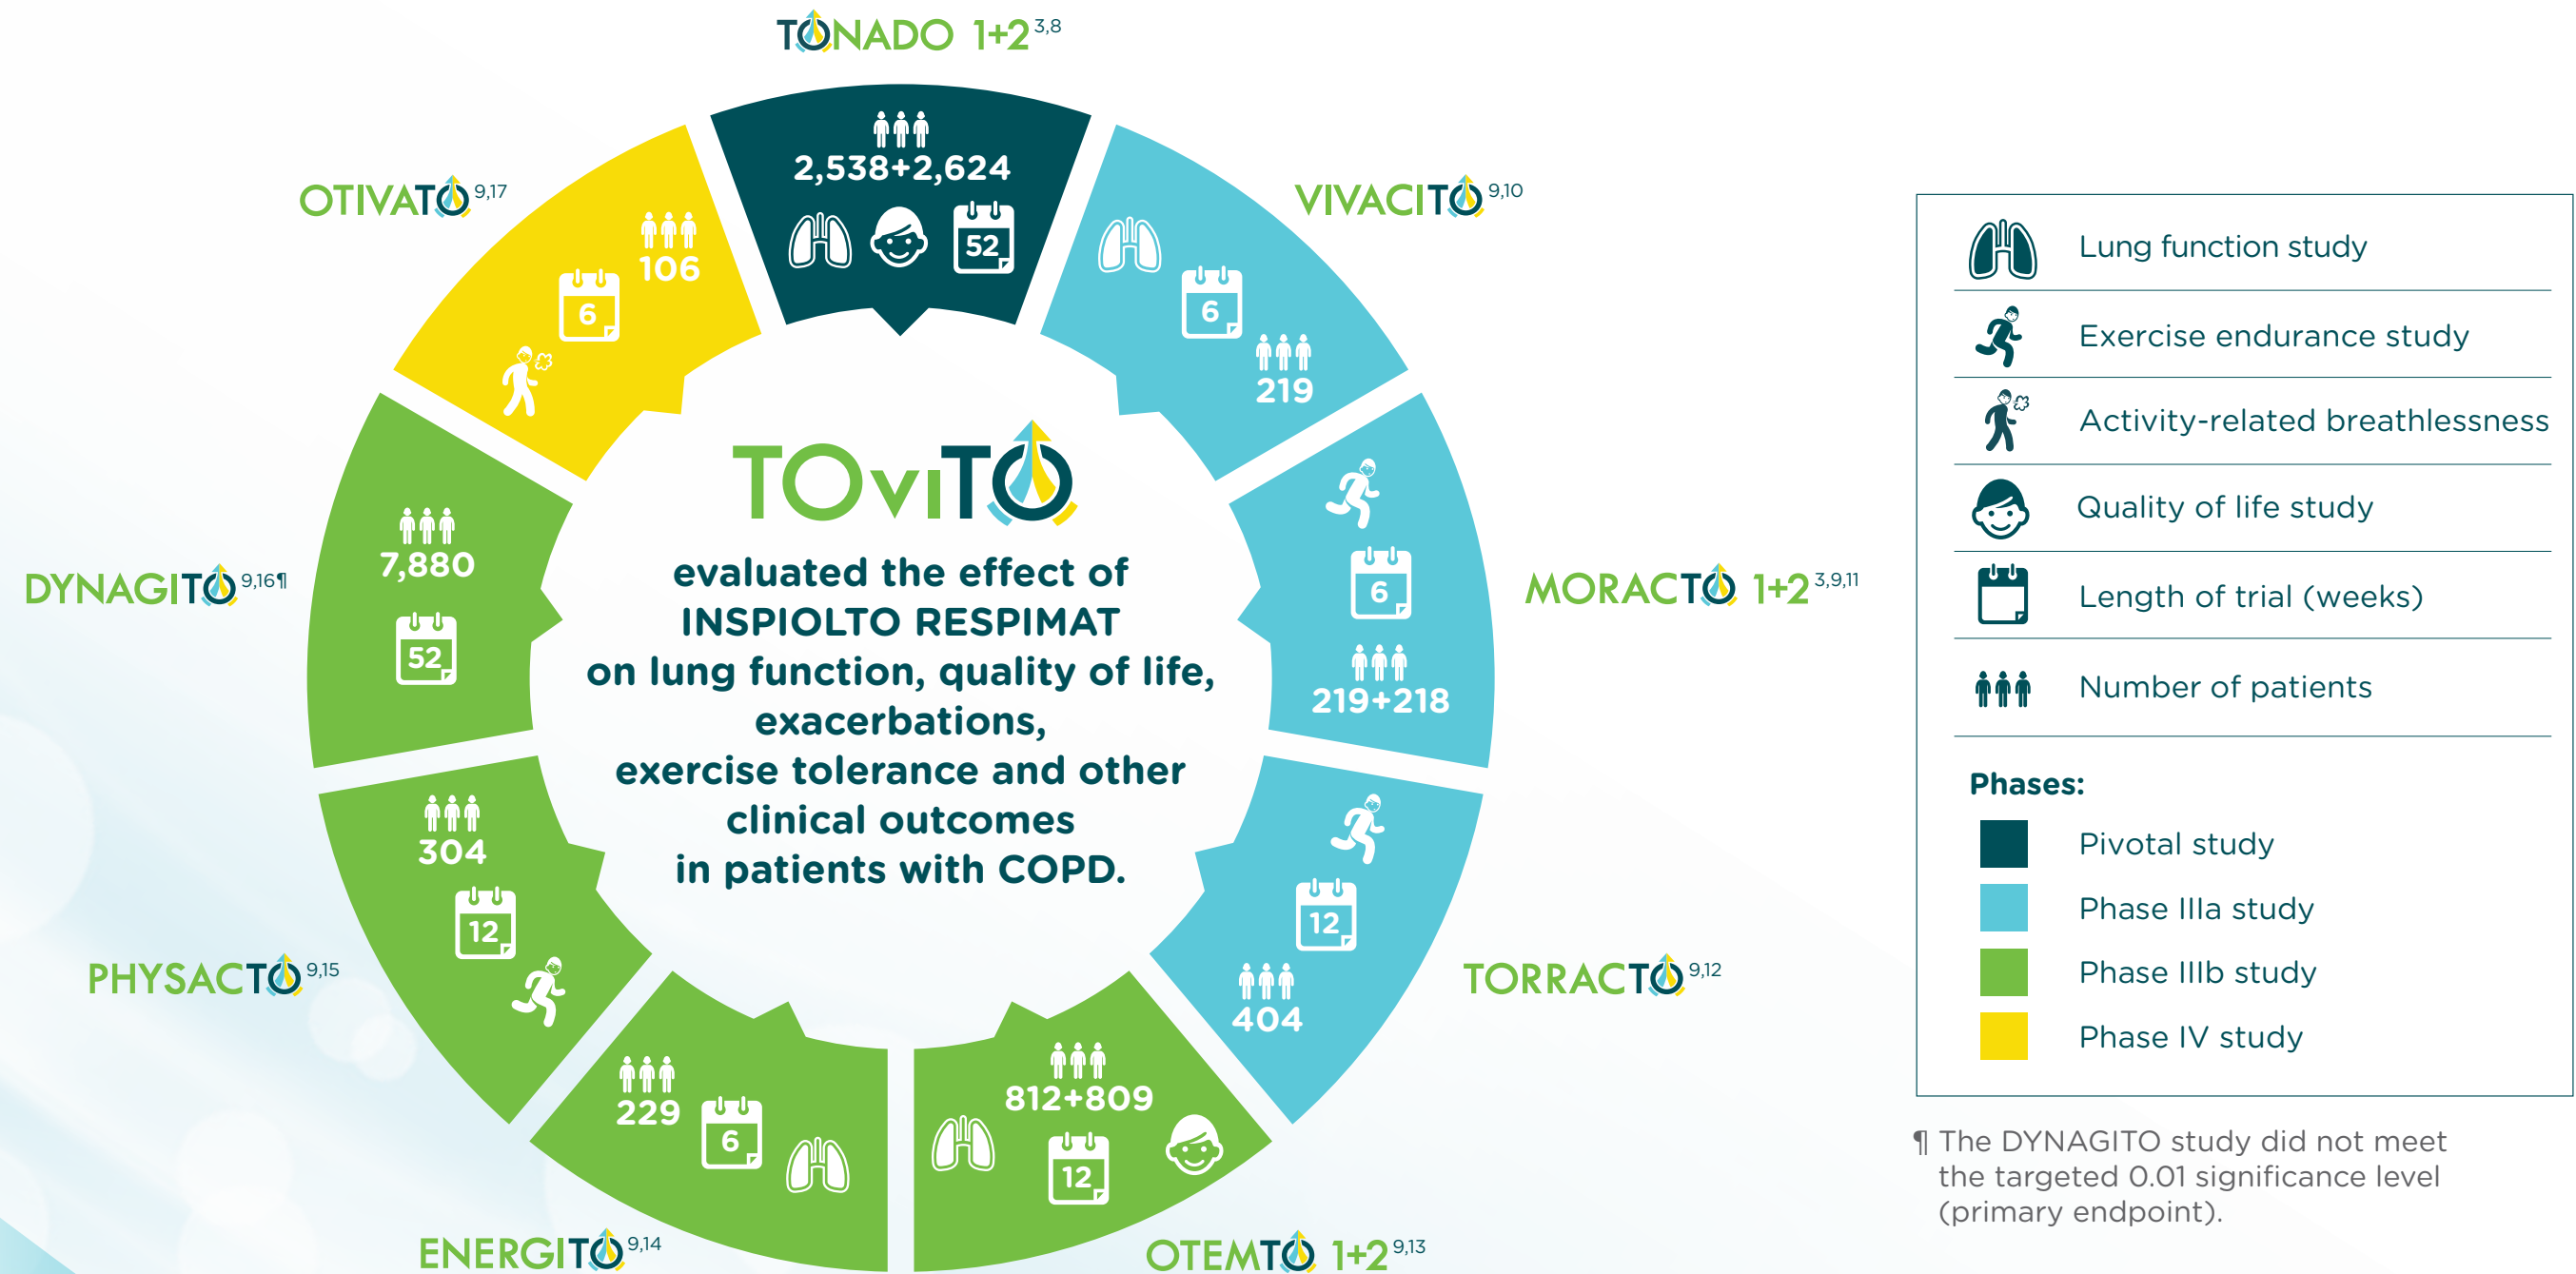 TONADO 1+2 3,8
2,538+2,624
52
VIVACITO 9,10
6
219
MORACTO 1+2 3,9,11
6
219+218
TORRACTO 9,12
12
404
OTEMTO 1+2 9,13
812+809
12
ENERGITO 9,14
229
6
PHYSACTO 9,15
304
12
DYNAGITO 9,16¶
7,880
52
OTIVATO 9,17
106
6
TOviTO
evaluated the effect of
INSPIOLTO RESPIMAT
on lung function, quality of life,
exacerbations,
exercise tolerance and other
clinical outcomes
in patients with COPD.
Lung function study
Exercise endurance study
Activity-related breathlessness
Quality of life study
Length of trial (weeks)
Number of patients
Phases:
Pivotal study
Phase IIIa study
Phase IIIb study
Phase IV study
¶ The DYNAGITO study did not meet
the targeted 0.01 significance level
(primary endpoint).